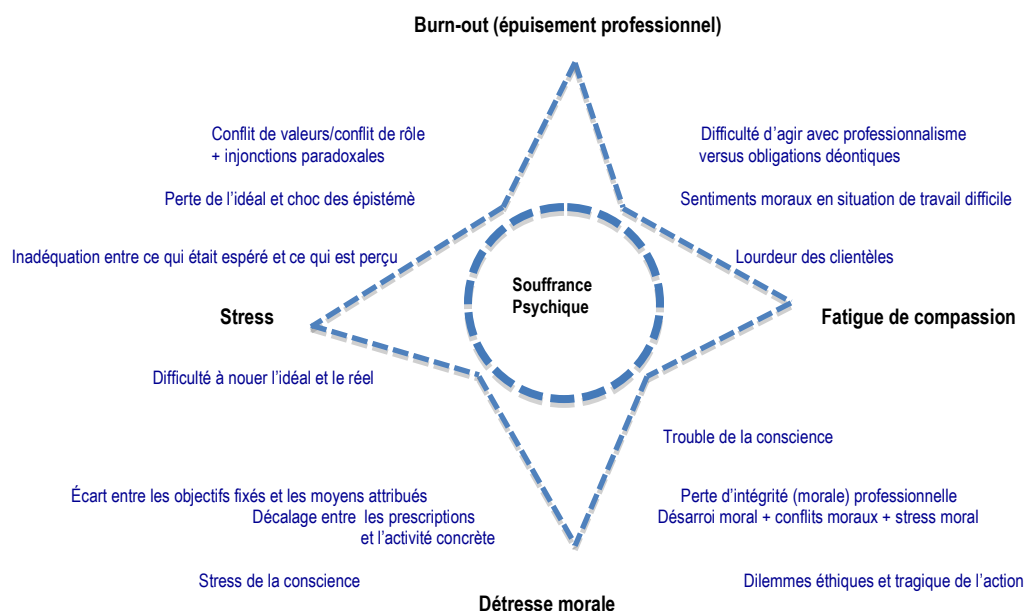 Burn-out (épuisement professionnel)
Conflit de valeurs/conflit de rôle
+ injonctions paradoxales
Difficulté d’agir avec professionnalisme
versus obligations déontiques
Perte de l’idéal et choc des épistémè
Sentiments moraux en situation de travail difficile
Inadéquation entre ce qui était espéré et ce qui est perçu
Lourdeur des clientèles
Souffrance
Psychique
Stress
Fatigue de compassion
Difficulté à nouer l’idéal et le réel
Trouble de la conscience
Écart entre les objectifs fixés et les moyens attribués
Décalage entre les prescriptions
et l’activité concrète
Perte d’intégrité (morale) professionnelle
Désarroi moral + conflits moraux + stress moral
Stress de la conscience
Dilemmes éthiques et tragique de l’action
Détresse morale